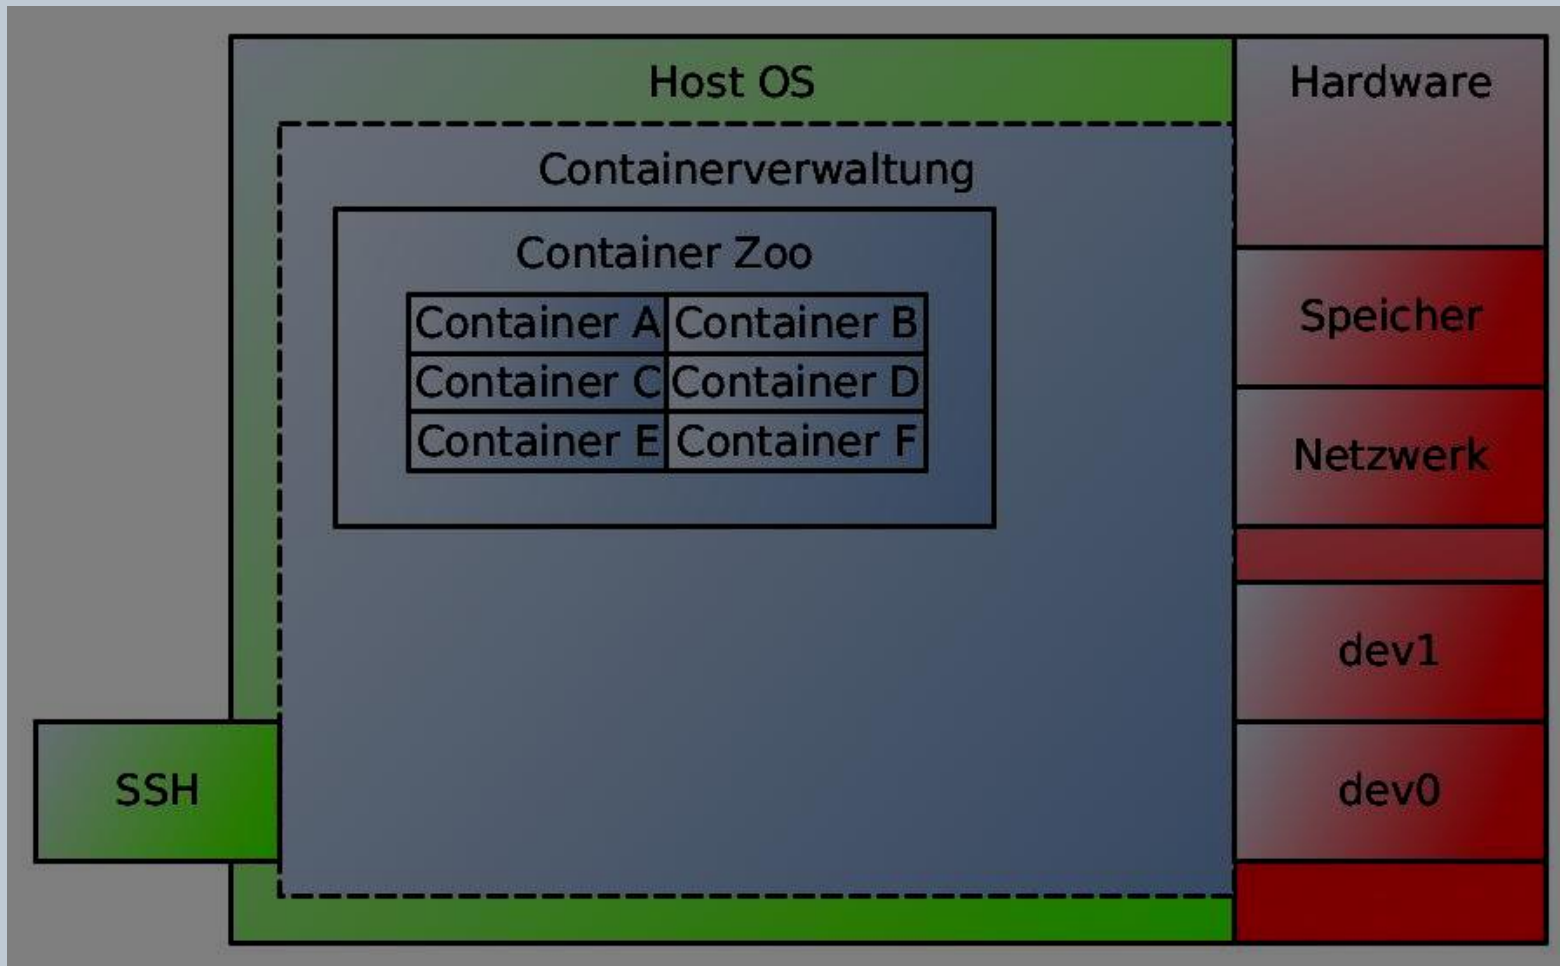 Host OS
Hardware
Containerverwaltung
Container Zoo
Container A
Container B
Container C
Container D
Container E
Container F
Speicher
Netzwerk
dev1
dev0
SSH